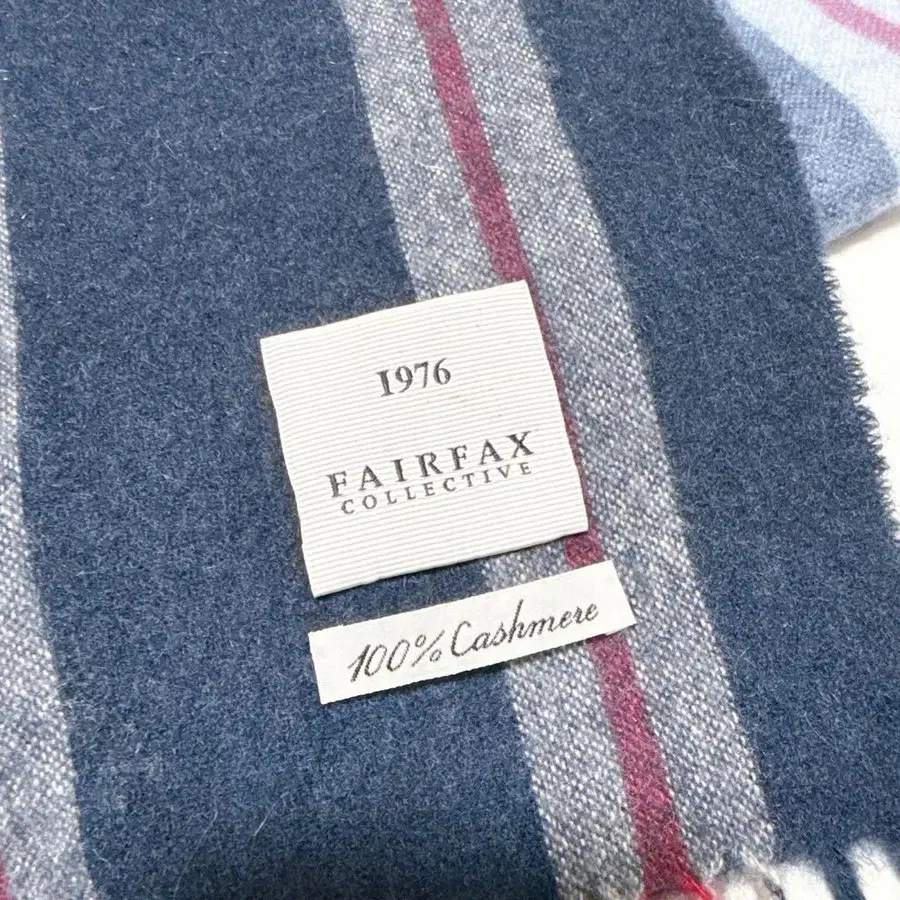 1976
FAIRFAX
COLLECTIVE
100% Cashmere